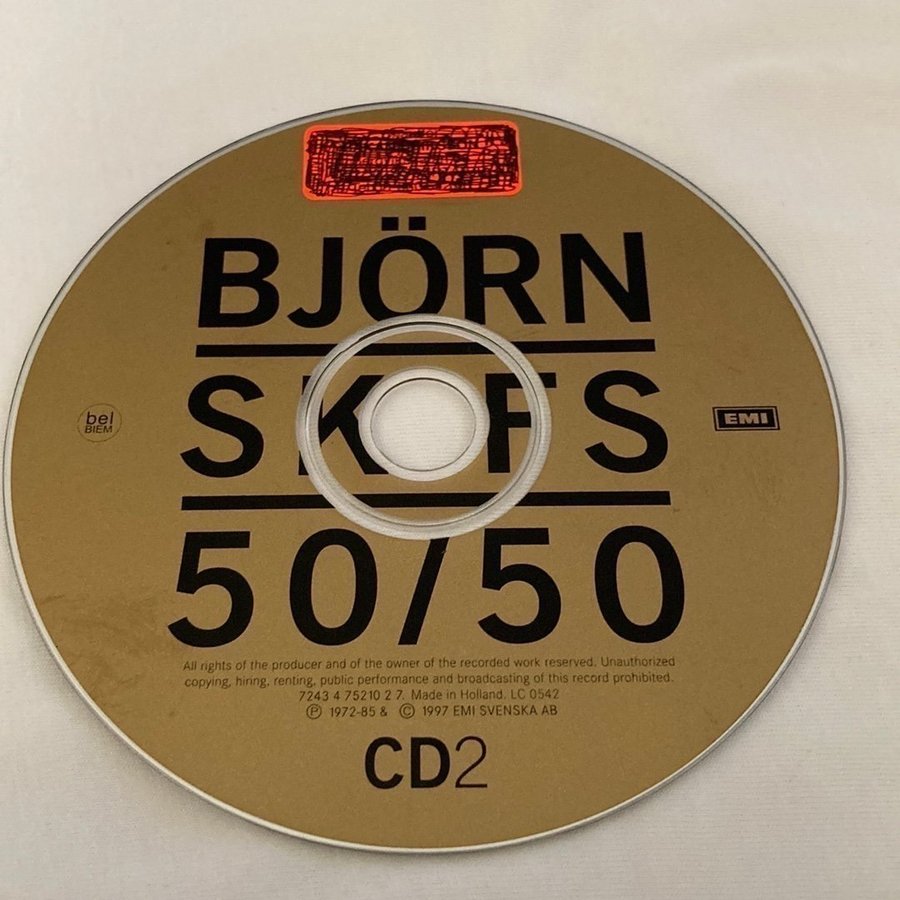 BJÖRN
SK FS
bel
BIEM
EMI
50/50
All rights of the producer and of the owner of the recorded work reserved. Unauthorized
copying, hiring, renting, public performance and broadcasting of this record prohibited.
7243 4 75210 2 7. Made in Holland. LC 0542
Ⓟ 1972-85 & © 1997 EMI SVENSKA AB
CD2